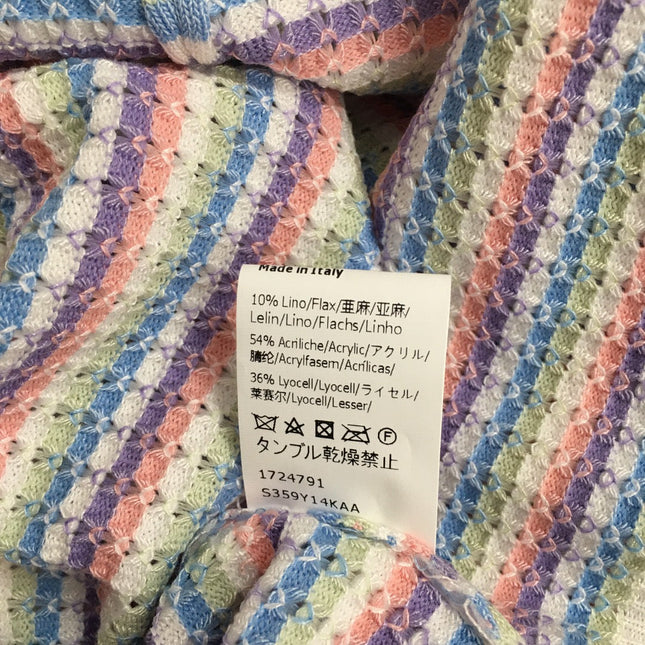 Made in Italy
10% Lino/Flax/亜麻/亚麻/
Lelin/Lino/Flachs/Linho
54% Acriliche/Acrylic/アクリル/
腈纶/Acrylfasern/Acrílicas/
36% Lyocell/Lyocell/ライセル/
莱赛尔/Lyocell/Lesser/
F
タンブル乾燥禁止
1724791
S359Y14KAA